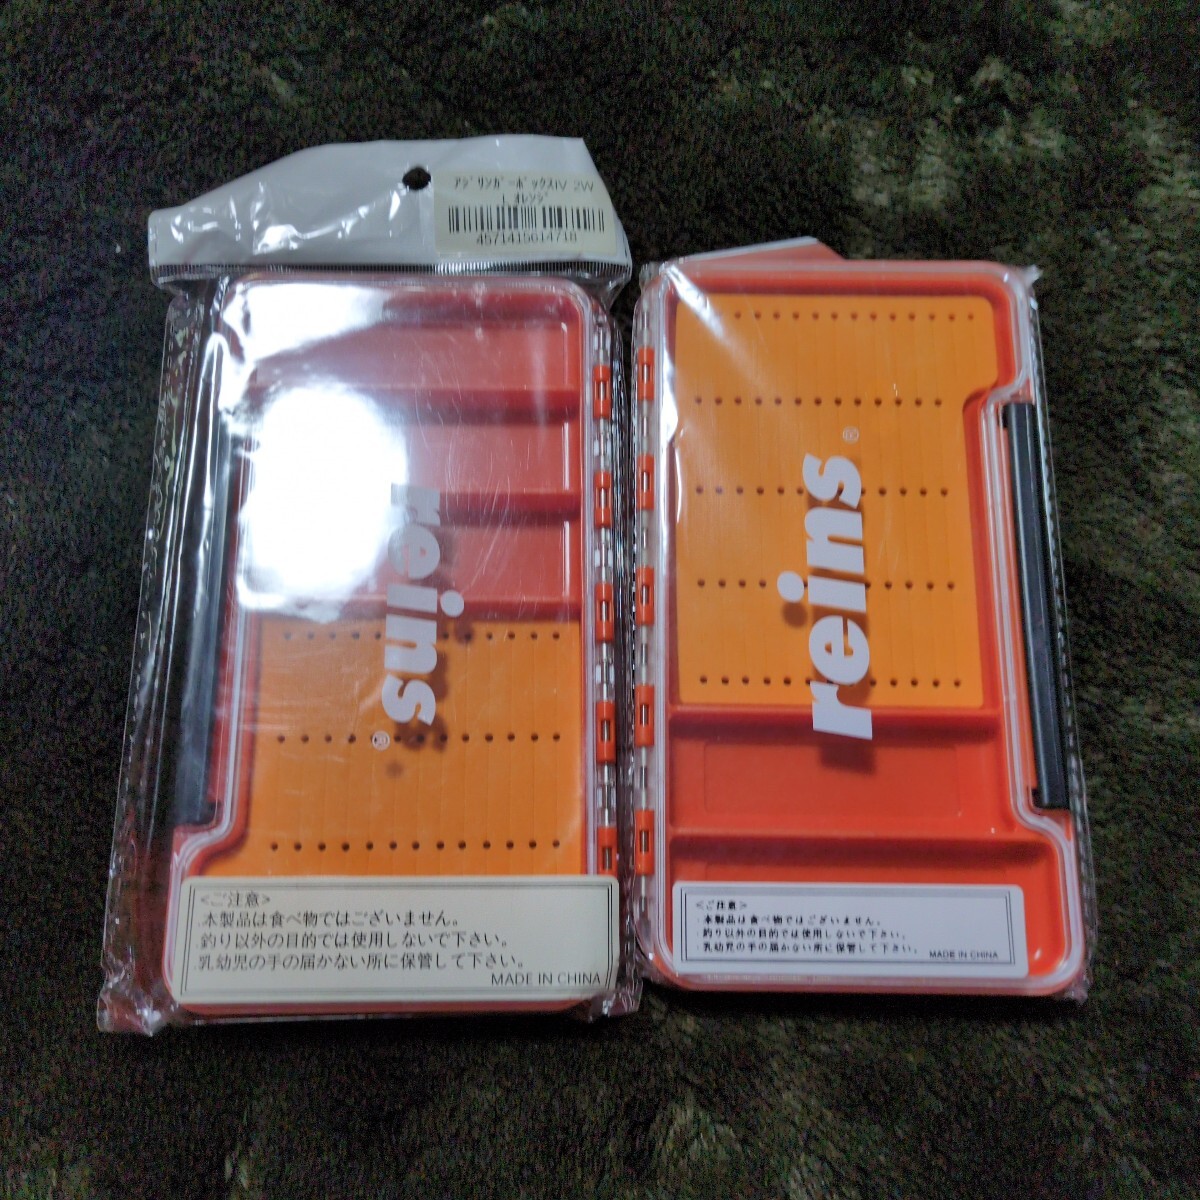 アジサンガーボックスⅣ 2W
L オレンジ
4571415614718
reins®
<ご注意>
・本製品は食べ物ではございません。
・釣り以外の目的では使用しないで下さい。
・乳幼児の手の届かない所に保管して下さい。
MADE IN CHINA
reins®
<ご注意>
・本製品は食べ物ではございません。
・釣り以外の目的では使用しないで下さい。
・乳幼児の手の届かない所に保管して下さい。
MADE IN CHINA